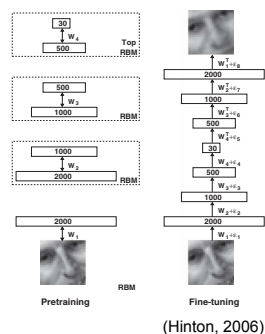 30
W₄
500
Top
RBM
500
W₃
1000
RBM
1000
W₂
2000
RBM
2000
W₁
RBM
Pretraining
W₁ᵀ+ε₈
2000
W₂ᵀ+ε₇
1000
W₃ᵀ+ε₆
500
W₄ᵀ+ε₅
30
W₄+ε₄
500
W₃+ε₃
1000
W₂+ε₂
2000
W₁+ε₁
Fine-tuning
(Hinton, 2006)